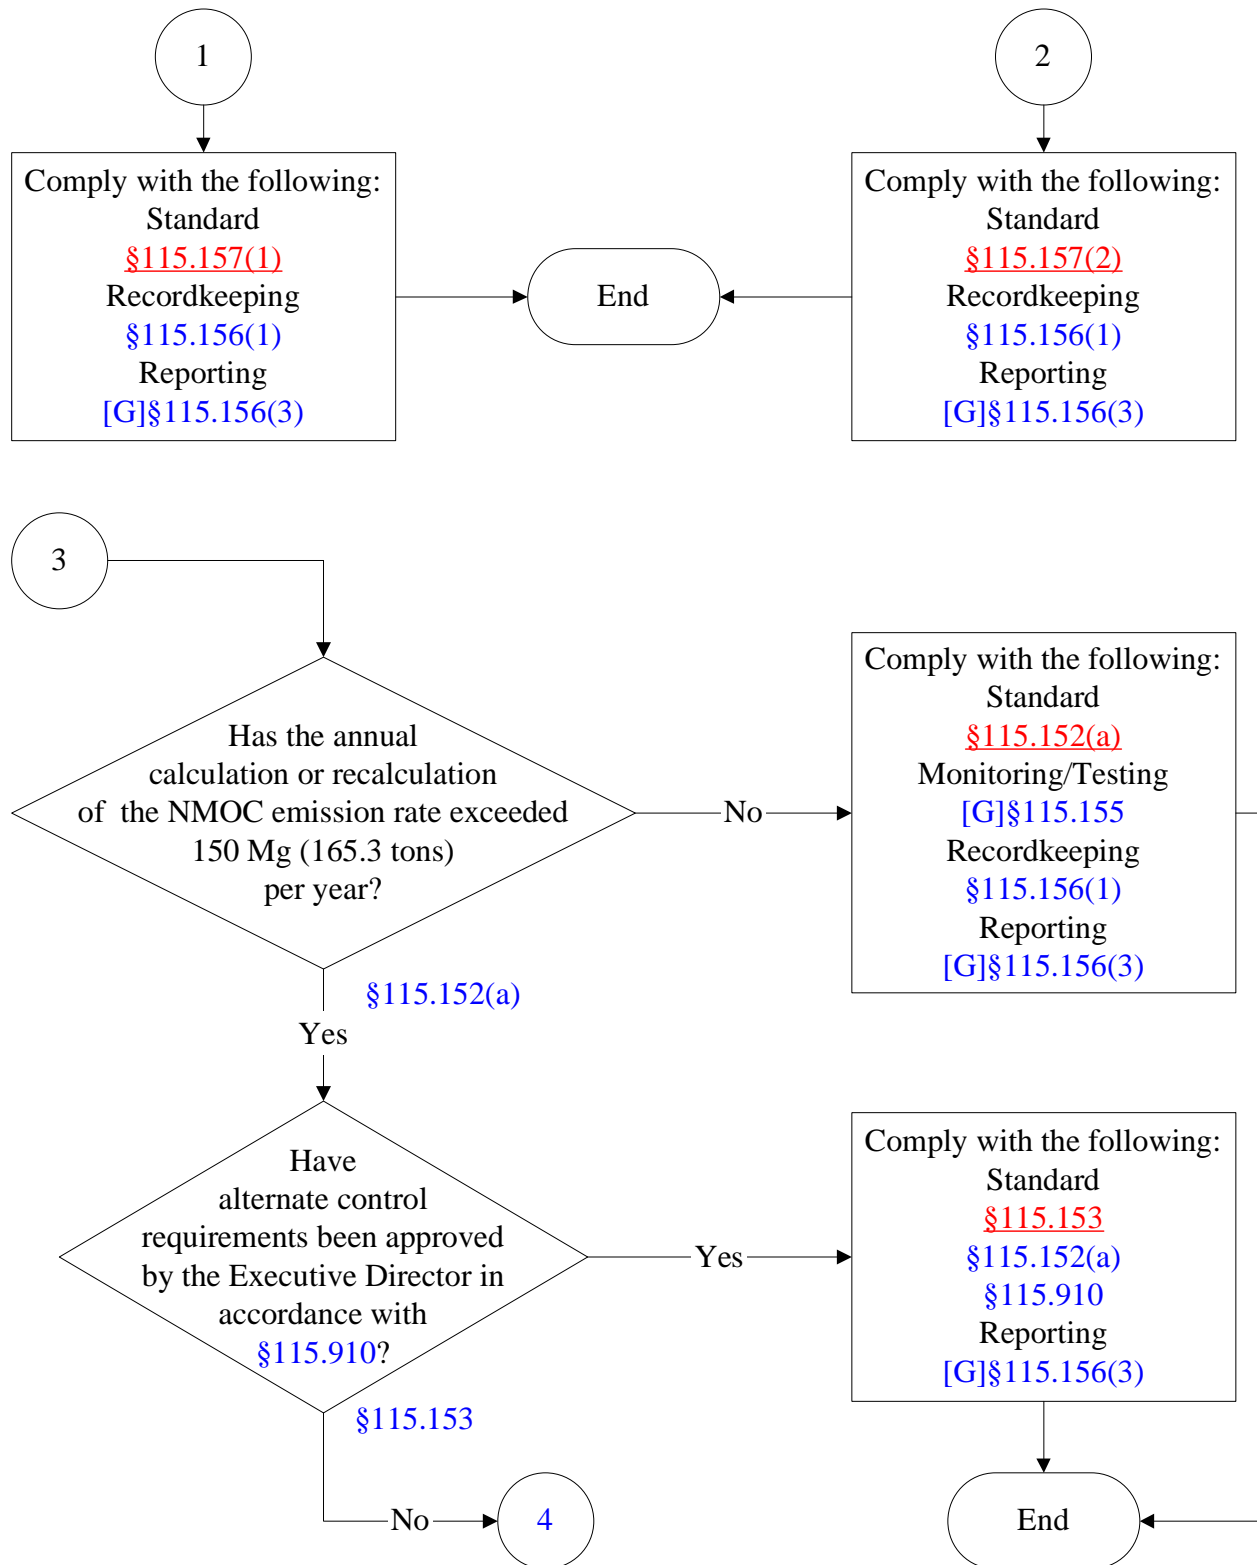 1
Comply with the following:
Standard
§115.157(1)
Recordkeeping
§115.156(1)
Reporting
[G]§115.156(3)
End
2
Comply with the following:
Standard
§115.157(2)
Recordkeeping
§115.156(1)
Reporting
[G]§115.156(3)
3
Has the annual
calculation or recalculation
of the NMOC emission rate exceeded
150 Mg (165.3 tons)
per year?
No
Comply with the following:
Standard
§115.152(a)
Monitoring/Testing
[G]§115.155
Recordkeeping
§115.156(1)
Reporting
[G]§115.156(3)
§115.152(a)
Yes
Have
alternate control
requirements been approved
by the Executive Director in
accordance with
§115.910?
Yes
Comply with the following:
Standard
§115.153
§115.152(a)
§115.910
Reporting
[G]§115.156(3)
§115.153
No
4
End